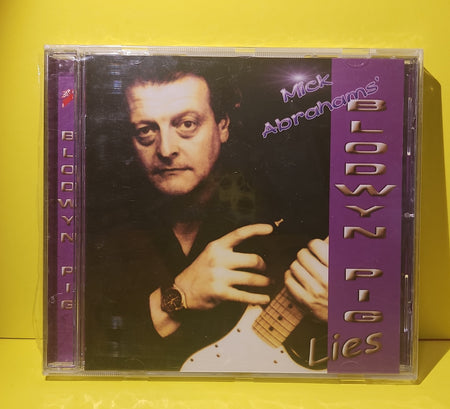 BLODWYN PIG
Mick
Abrahams'
BLODWYN PIG
Lies